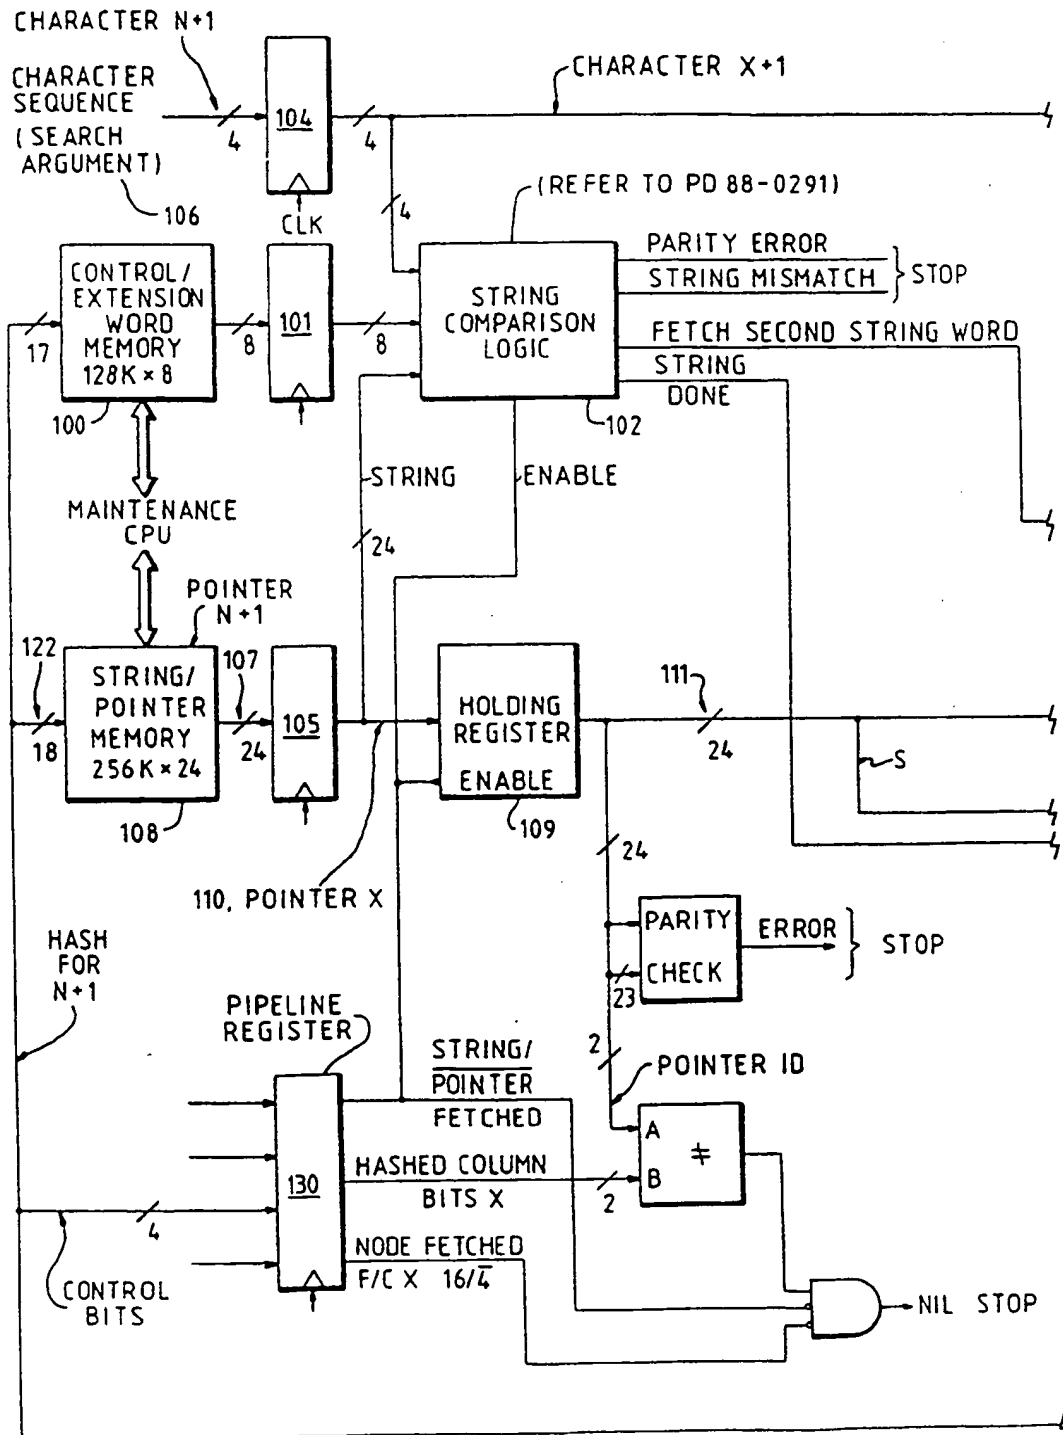 CHARACTER N+1
CHARACTER
SEQUENCE
(SEARCH
ARGUMENT)
106
4
104
4
CLK
CHARACTER X+1
4
(REFER TO PD 88-0291)
CONTROL/
EXTENSION
WORD
MEMORY
128K × 8
17
100
8
101
8
STRING
COMPARISON
LOGIC
102
PARITY ERROR
STRING MISMATCH
STOP
FETCH SECOND STRING WORD
STRING
DONE
STRING
ENABLE
24
MAINTENANCE
CPU
POINTER
N+1
122
18
STRING/
POINTER
MEMORY
256K × 24
108
107
24
105
HOLDING
REGISTER
ENABLE
109
111
24
S
110, POINTER X
24
PARITY
CHECK
23
ERROR
STOP
HASH
FOR
N+1
PIPELINE
REGISTER
130
STRING/
POINTER
FETCHED
2
POINTER ID
A
B
≠
HASHED COLUMN
BITS X
2
4
CONTROL
BITS
NODE FETCHED
F/C X 16/4̅
NIL STOP